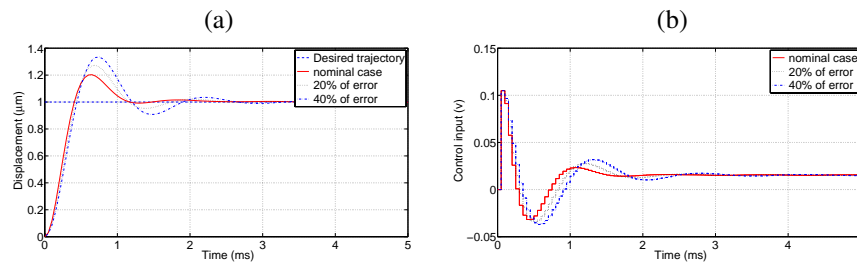 (a)
1.4
1.2
1
0.8
0.6
0.4
0.2
0
0
1
2
3
4
5
Displacement (μm)
Time (ms)
Desired trajectory
nominal case
20% of error
40% of error
(b)
0.15
0.1
0.05
0
−0.05
0
1
2
3
4
Control input (v)
Time (ms)
nominal case
20% of error
40% of error